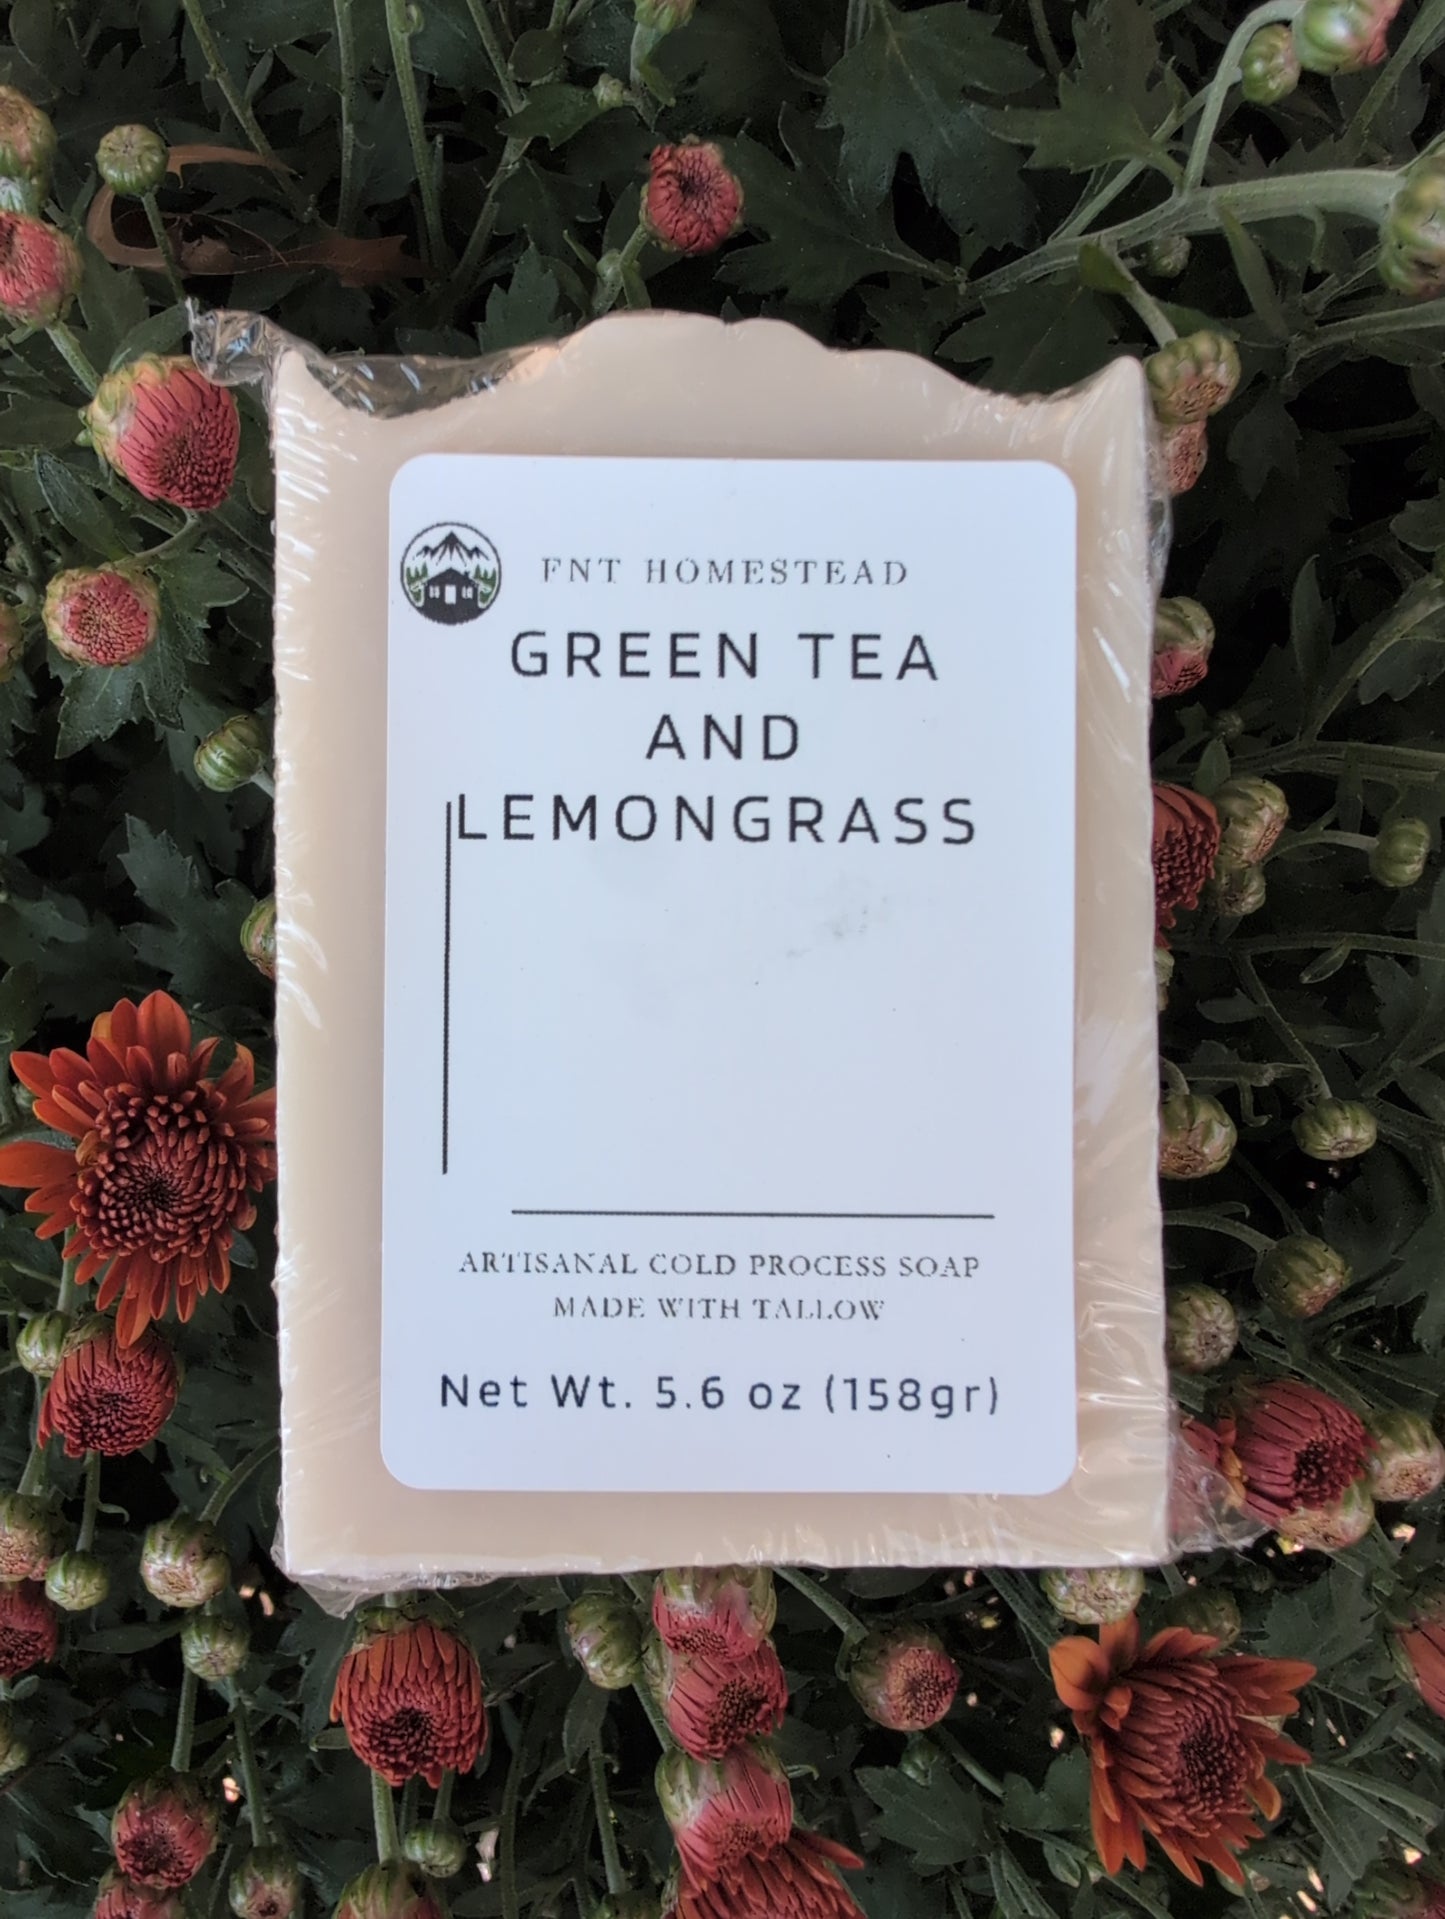 FNT HOMESTEAD
GREEN TEA
AND
LEMONGRASS
ARTISANAL COLD PROCESS SOAP
MADE WITH TALLOW
Net Wt. 5.6 oz (158gr)